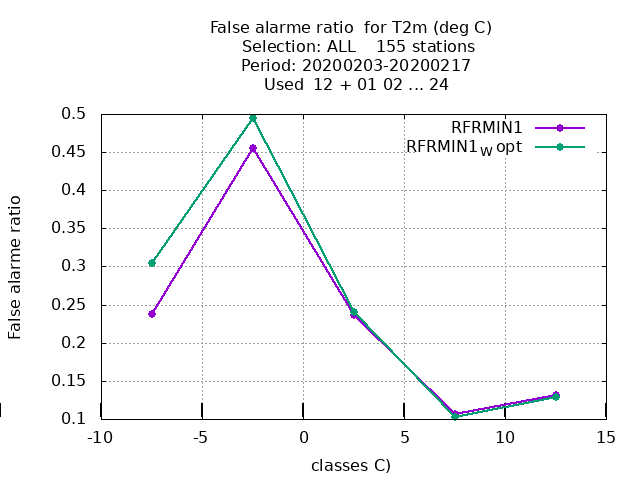 False alarme ratio  for T2m (deg C)
Selection: ALL    155 stations
Period: 20200203-20200217
Used  12 + 01 02 ... 24
RFRMIN1
RFRMIN1W opt
False alarme ratio
0.5
0.45
0.4
0.35
0.3
0.25
0.2
0.15
0.1
-10 -5 0 5 10 15
classes C)